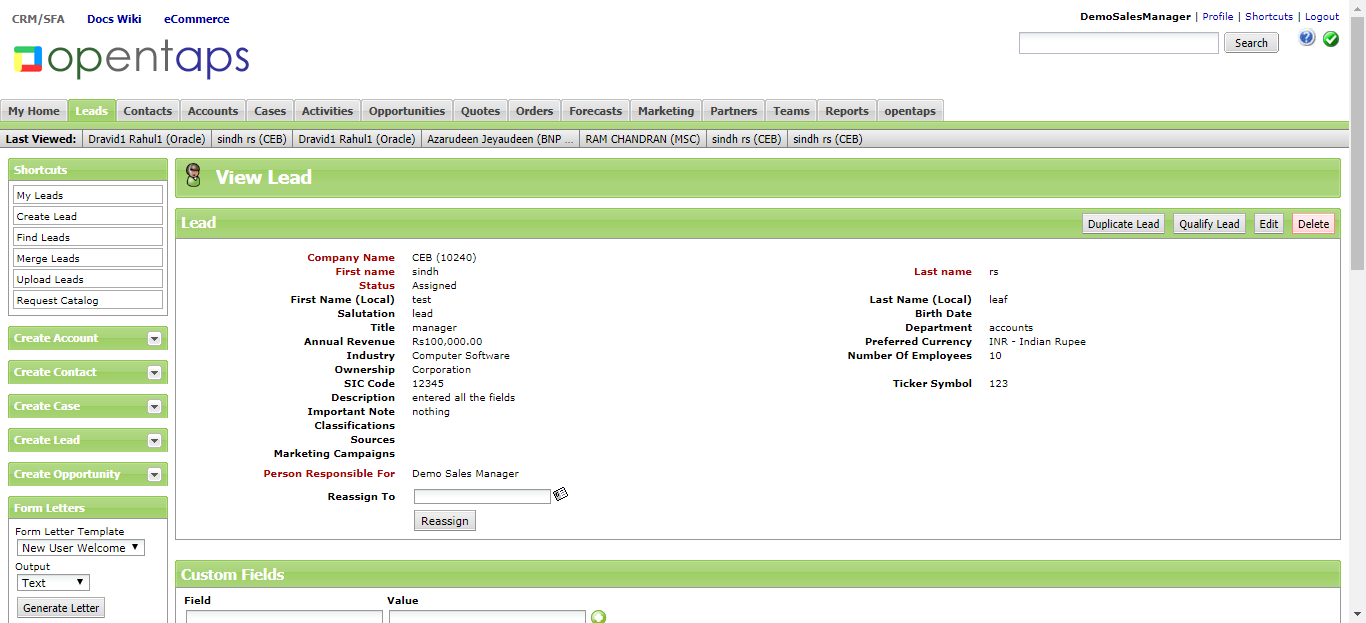 CRM/SFA Docs Wiki eCommerce
DemoSalesManager | Profile | Shortcuts | Logout
opentaps
Search
My Home Leads Contacts Accounts Cases Activities Opportunities Quotes Orders Forecasts Marketing Partners Teams Reports opentaps
Last Viewed: Dravid1 Rahul1 (Oracle) sindh rs (CEB) Dravid1 Rahul1 (Oracle) Azarudeen Jeyaudeen (BNP ... RAM CHANDRAN (MSC) sindh rs (CEB) sindh rs (CEB)
Shortcuts
My Leads
Create Lead
Find Leads
Merge Leads
Upload Leads
Request Catalog
Create Account
Create Contact
Create Case
Create Lead
Create Opportunity
Form Letters
Form Letter Template
New User Welcome
Output
Text
Generate Letter
View Lead
Lead Duplicate Lead Qualify Lead Edit Delete
Company Name CEB (10240)
First name sindh Last name rs
Status Assigned
First Name (Local) test Last Name (Local) leaf
Salutation lead Birth Date
Title manager Department accounts
Annual Revenue Rs100,000.00 Preferred Currency INR - Indian Rupee
Industry Computer Software Number Of Employees 10
Ownership Corporation
SIC Code 12345 Ticker Symbol 123
Description entered all the fields
Important Note nothing
Classifications
Sources
Marketing Campaigns
Person Responsible For Demo Sales Manager
Reassign To
Reassign
Custom Fields
Field Value